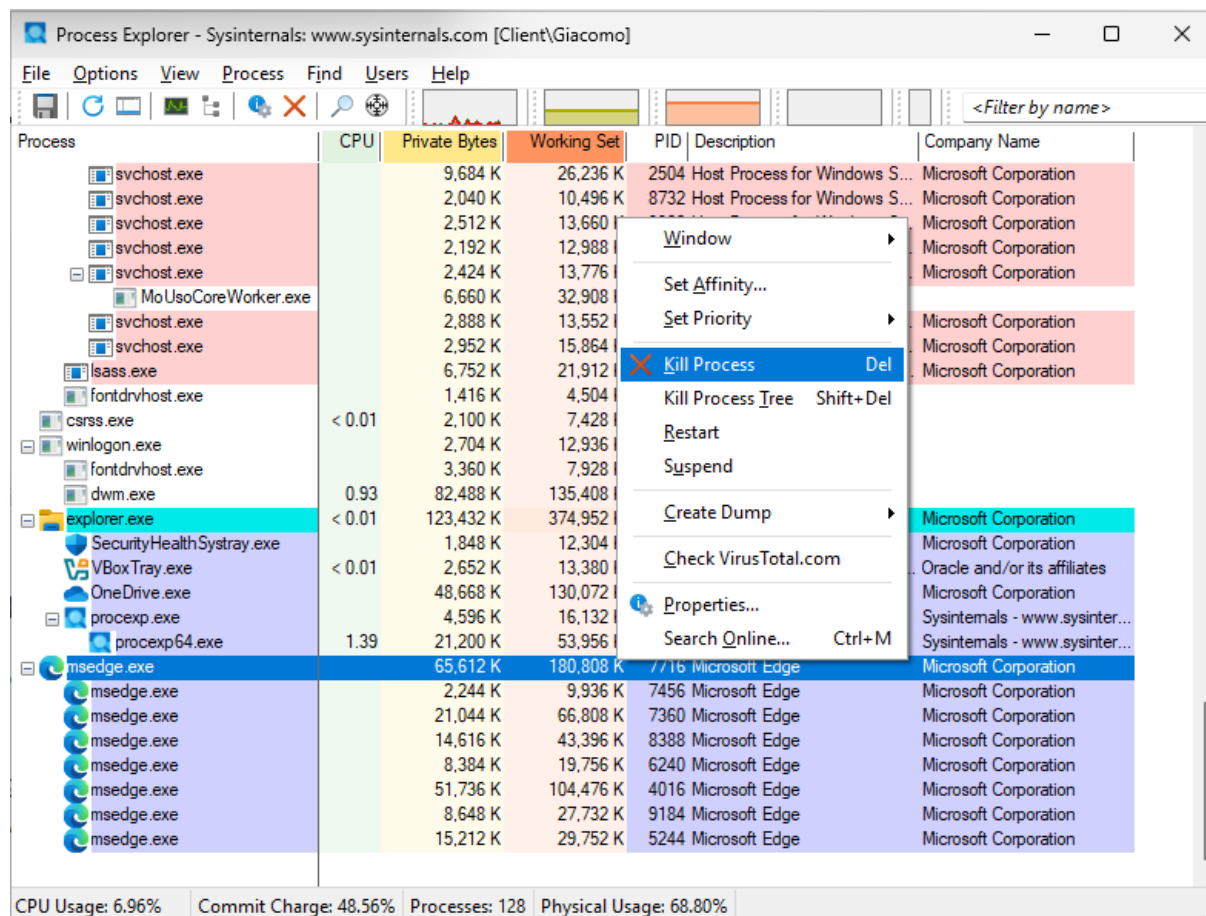 Process Explorer - Sysinternals: www.sysinternals.com [Client\Giacomo]
File Options View Process Find Users Help
<Filter by name>
Process CPU Private Bytes Working Set PID Description Company Name
svchost.exe 9,684 K 26,236 K 2504 Host Process for Windows S... Microsoft Corporation
svchost.exe 2,040 K 10,496 K 8732 Host Process for Windows S... Microsoft Corporation
svchost.exe 2,512 K 13,660 Microsoft Corporation
svchost.exe 2,192 K 12,988 Microsoft Corporation
svchost.exe 2,424 K 13,776 Microsoft Corporation
MoUsoCoreWorker.exe 6,660 K 32,908
svchost.exe 2,888 K 13,552 Microsoft Corporation
svchost.exe 2,952 K 15,864 Microsoft Corporation
lsass.exe 6,752 K 21,912 Microsoft Corporation
fontdrvhost.exe 1,416 K 4,504
csrss.exe < 0.01 2,100 K 7,428
winlogon.exe 2,704 K 12,936
fontdrvhost.exe 3,360 K 7,928
dwm.exe 0.93 82,488 K 135,408
explorer.exe < 0.01 123,432 K 374,952 Microsoft Corporation
SecurityHealthSystray.exe 1,848 K 12,304 Microsoft Corporation
VBoxTray.exe < 0.01 2,652 K 13,380 Oracle and/or its affiliates
OneDrive.exe 48,668 K 130,072 Microsoft Corporation
procexp.exe 4,596 K 16,132 Sysinternals - www.sysinter...
procexp64.exe 1.39 21,200 K 53,956 Sysinternals - www.sysinter...
msedge.exe 65,612 K 180,808 K 7716 Microsoft Edge Microsoft Corporation
msedge.exe 2,244 K 9,936 K 7456 Microsoft Edge Microsoft Corporation
msedge.exe 21,044 K 66,808 K 7360 Microsoft Edge Microsoft Corporation
msedge.exe 14,616 K 43,396 K 8388 Microsoft Edge Microsoft Corporation
msedge.exe 8,384 K 19,756 K 6240 Microsoft Edge Microsoft Corporation
msedge.exe 51,736 K 104,476 K 4016 Microsoft Edge Microsoft Corporation
msedge.exe 8,648 K 27,732 K 9184 Microsoft Edge Microsoft Corporation
msedge.exe 15,212 K 29,752 K 5244 Microsoft Edge Microsoft Corporation
Window
Set Affinity...
Set Priority
Kill Process Del
Kill Process Tree Shift+Del
Restart
Suspend
Create Dump
Check VirusTotal.com
Properties...
Search Online... Ctrl+M
CPU Usage: 6.96% Commit Charge: 48.56% Processes: 128 Physical Usage: 68.80%